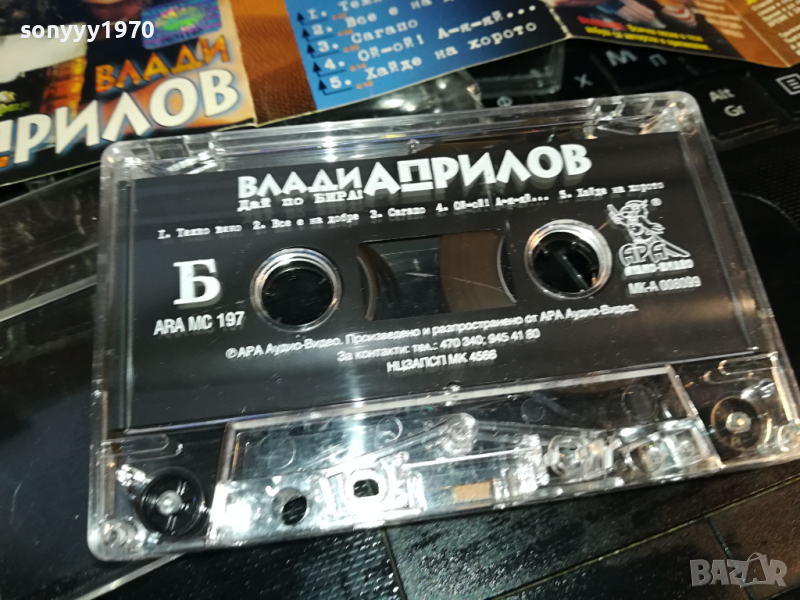 sonyyy1970
ВЛАДИ
АПРИЛОВ
2. Все е на
3. Сагапо
4. Ой-ой! А-я-яй...
5. Хайде на хорото
Alt
Gr
П
ВЛАДИ АПРИЛОВ
Дай по Бира!
1. Тежко вино 2. Все е на добре 3. Сагапо 4. Ой-ой! А-я-яй... 5. Хайде на хорото
Б
ARA MC 197
®
АРА
АУДИО-ВИДЕО
MK-A 008099
© АРА Аудио-Видео. Произведено и разпространено от АРА Аудио-Видео.
За контакти: тел.: 470 340; 945 41 80
НЦЗАПСП МК 4566
BAZAR